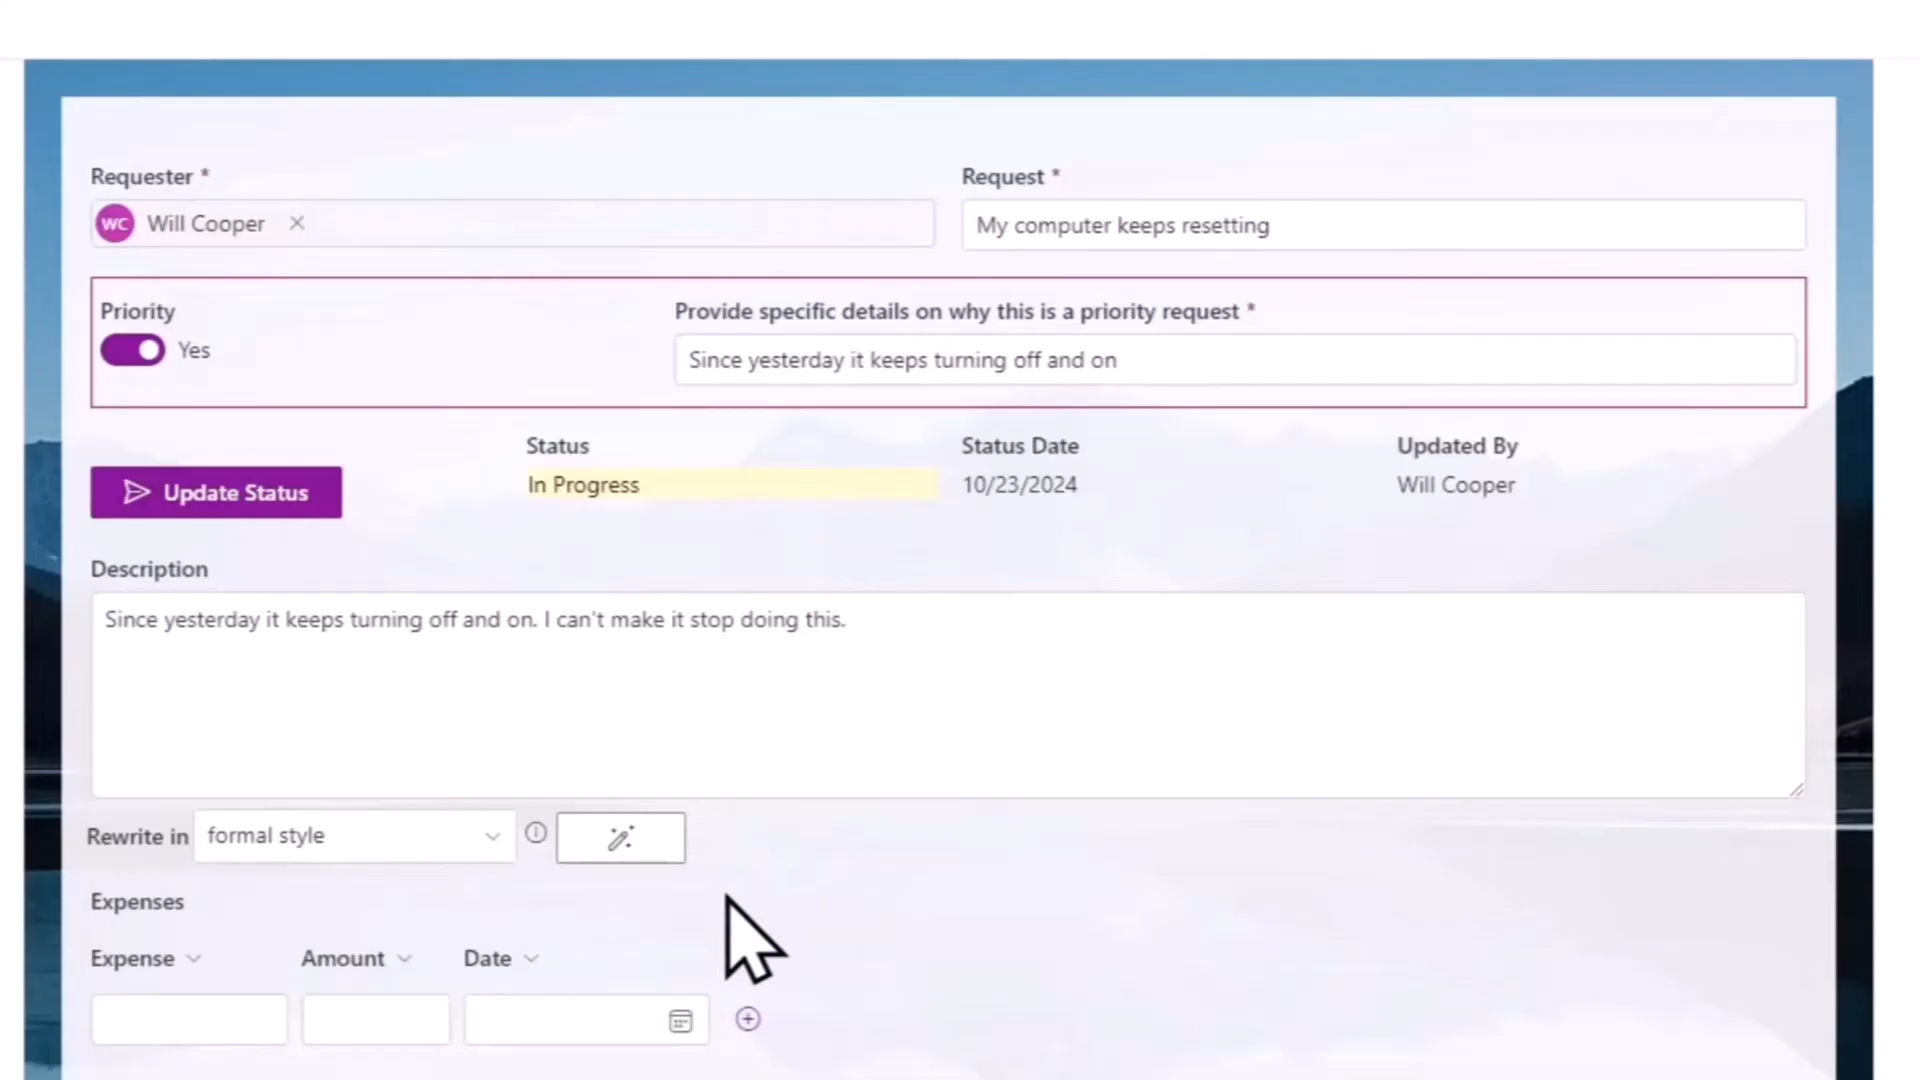 Requester *
Request *
WC Will Cooper
My computer keeps resetting
Priority
Provide specific details on why this is a priority request *
Yes
Since yesterday it keeps turning off and on
Status
Status Date
Updated By
Update Status
In Progress
10/23/2024
Will Cooper
Description
Since yesterday it keeps turning off and on. I can't make it stop doing this.
Rewrite in formal style
Expenses
Expense
Amount
Date